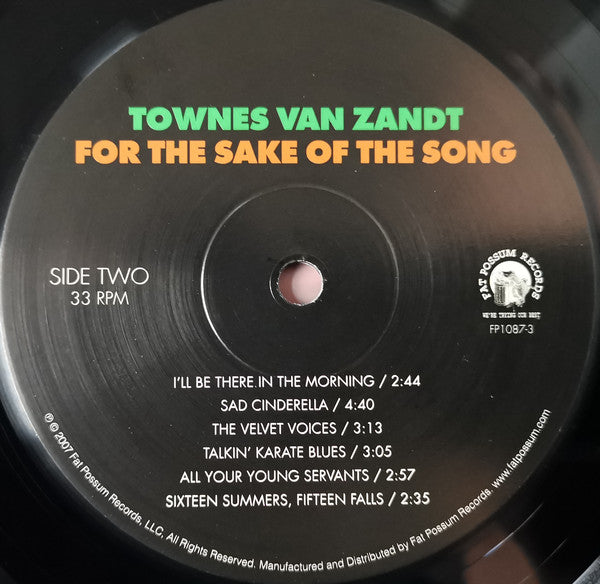 TOWNES VAN ZANDT
FOR THE SAKE OF THE SONG
SIDE TWO
33 RPM
FAT POSSUM RECORDS
WE'RE TRYING OUR BEST
FP1087-3
I'LL BE THERE IN THE MORNING / 2:44
SAD CINDERELLA / 4:40
THE VELVET VOICES / 3:13
TALKIN' KARATE BLUES / 3:05
ALL YOUR YOUNG SERVANTS / 2:57
SIXTEEN SUMMERS, FIFTEEN FALLS / 2:35
℗ © 2007 Fat Possum Records, LLC. All Rights Reserved. Manufactured and Distributed by Fat Possum Records. www.fatpossum.com